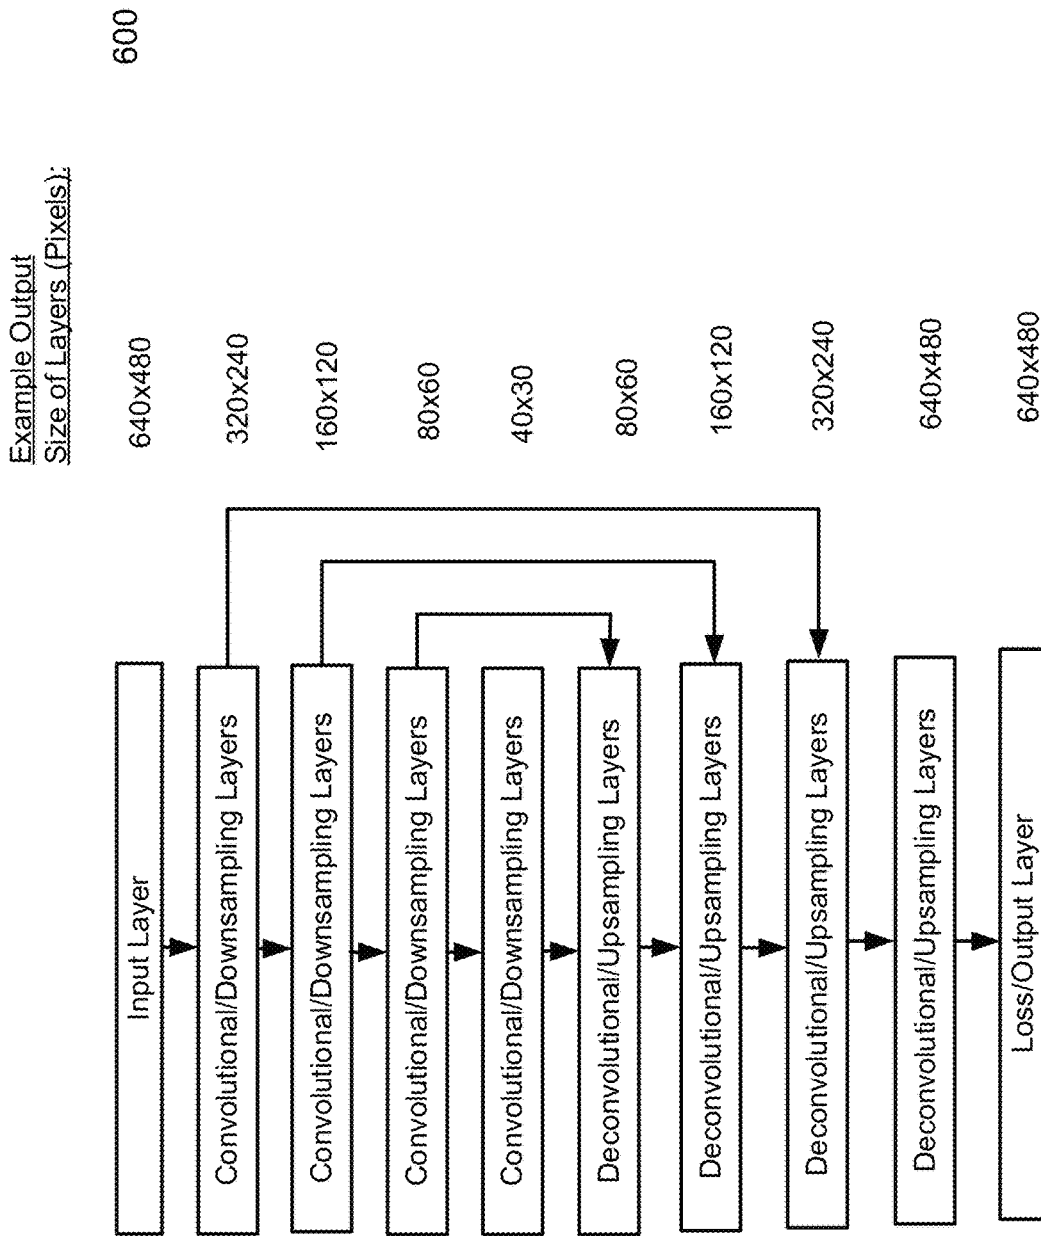 600
Example Output
Size of Layers (Pixels):
Input Layer
640x480
Convolutional/Downsampling Layers
320x240
Convolutional/Downsampling Layers
160x120
Convolutional/Downsampling Layers
80x60
Convolutional/Downsampling Layers
40x30
Deconvolutional/Upsampling Layers
80x60
Deconvolutional/Upsampling Layers
160x120
Deconvolutional/Upsampling Layers
320x240
Deconvolutional/Upsampling Layers
640x480
Loss/Output Layer
640x480